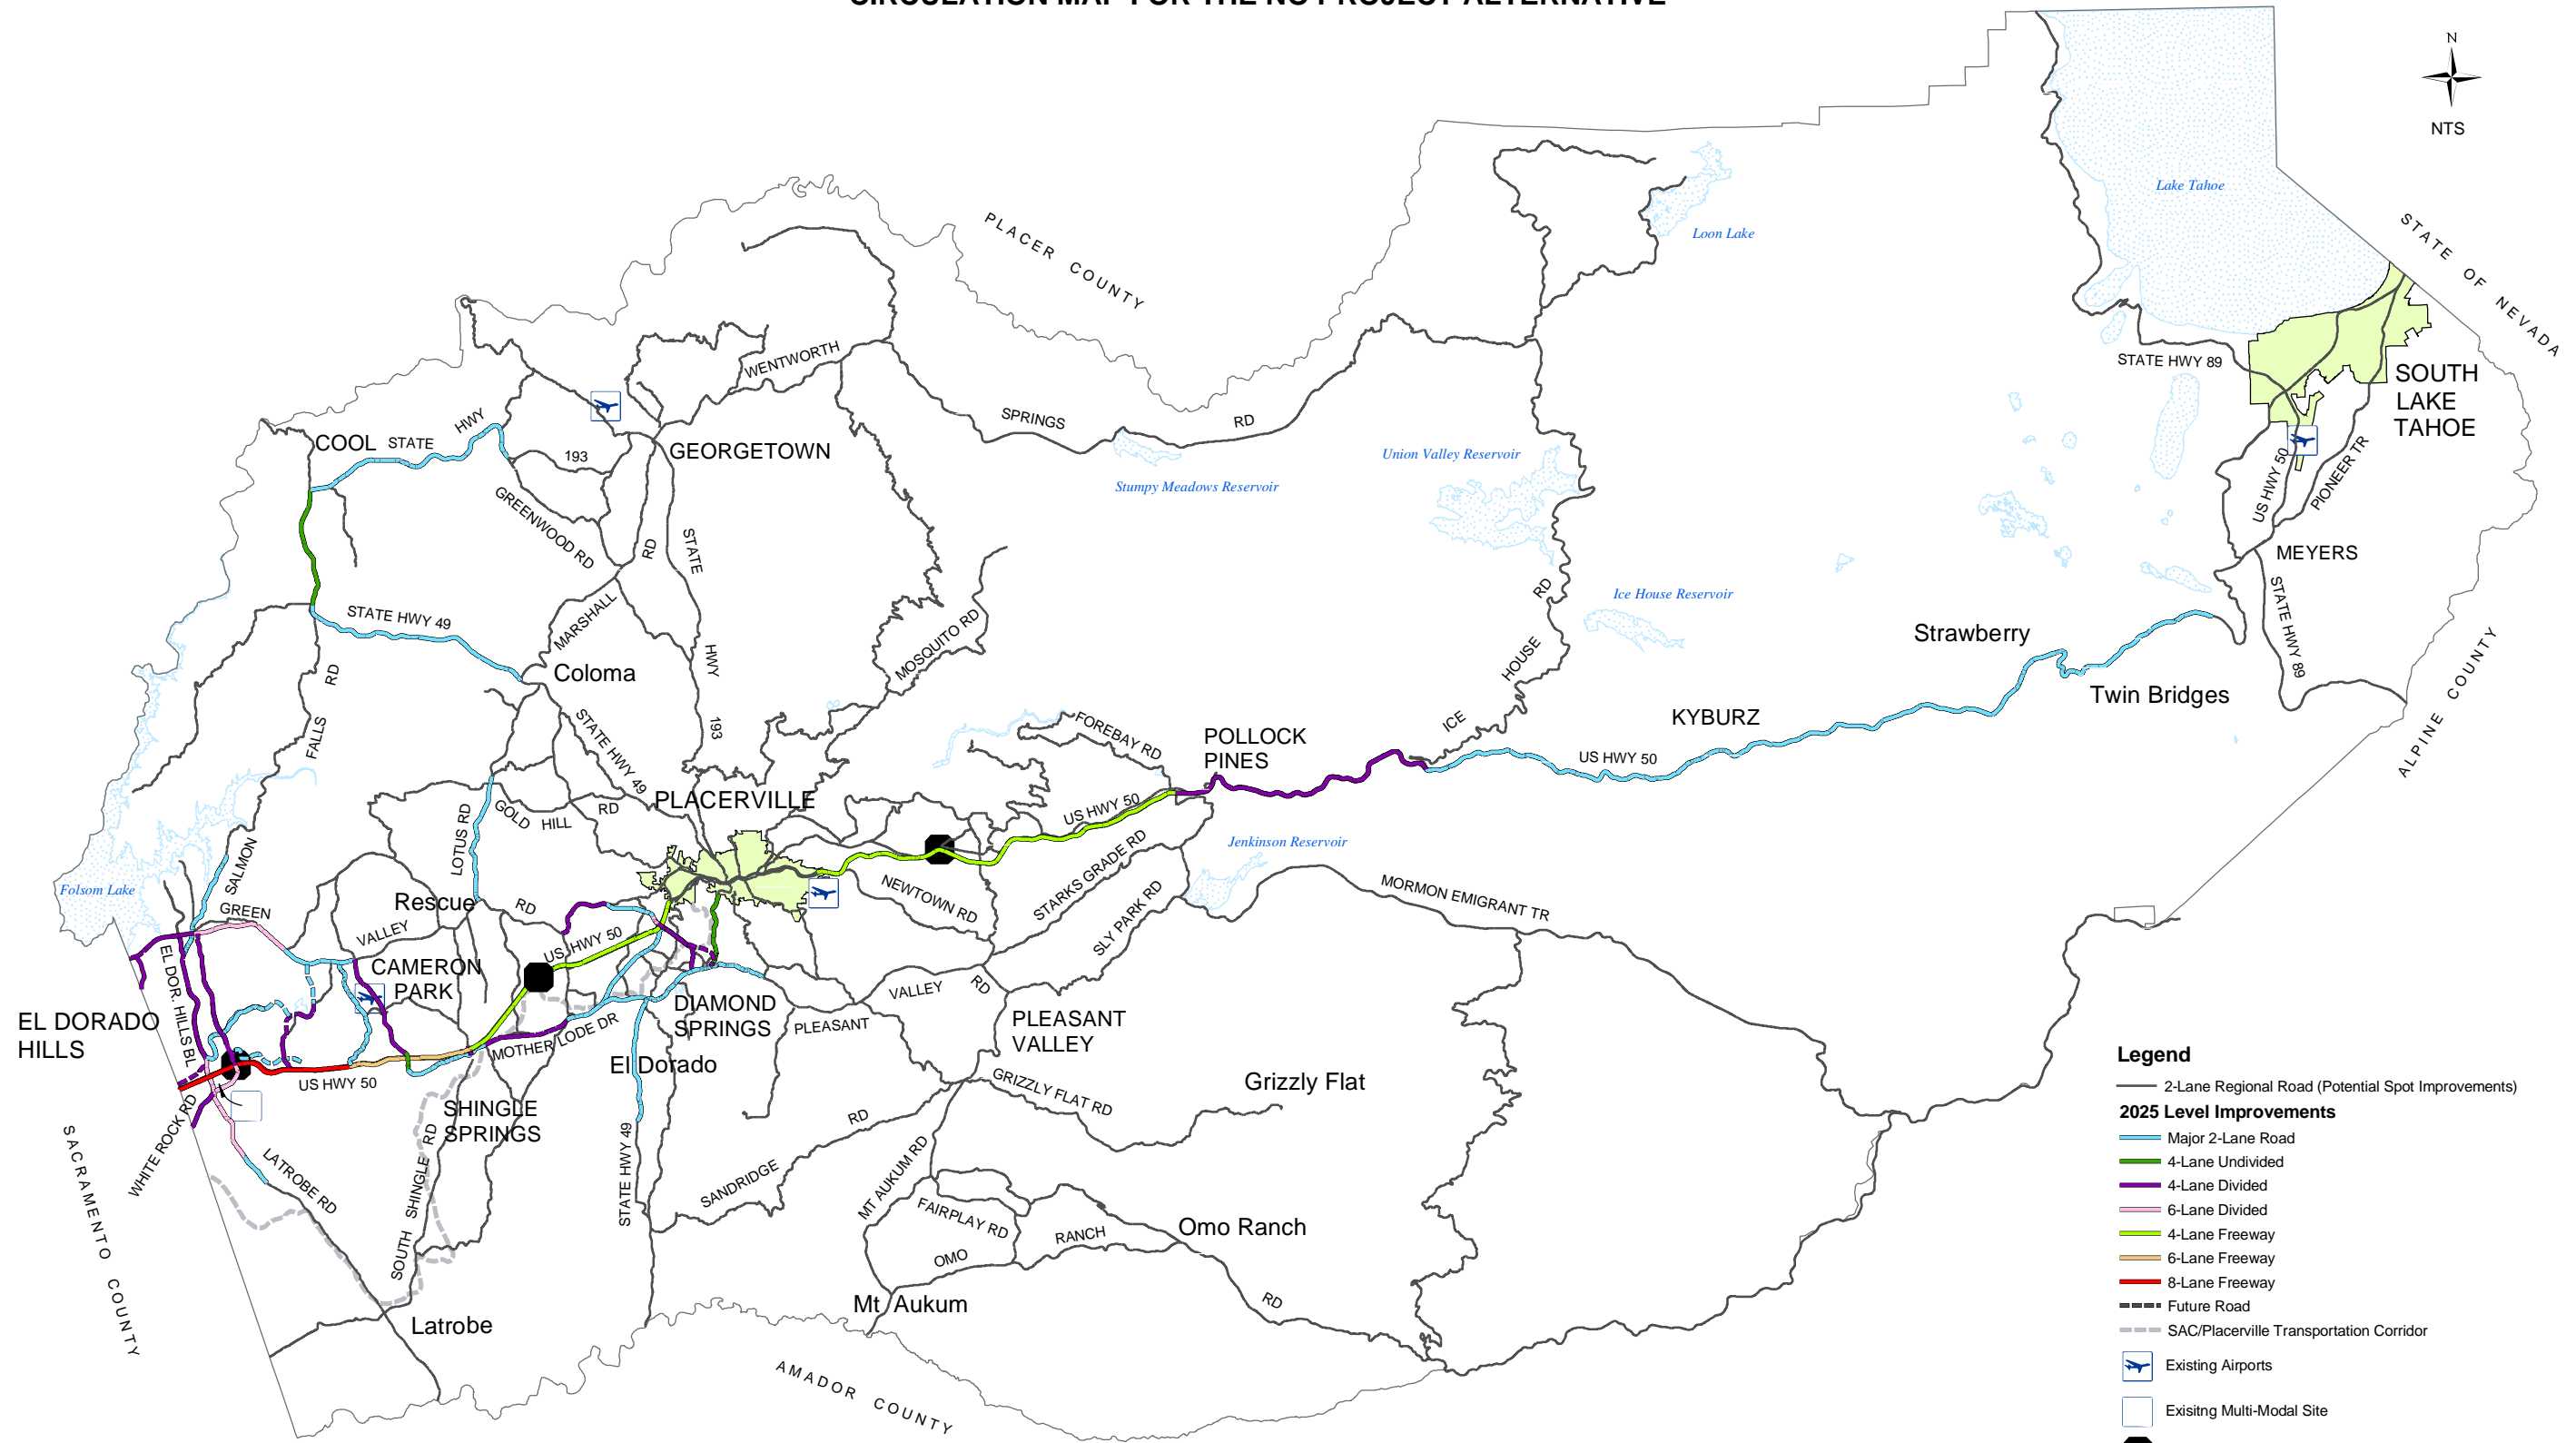 CIRCULATION MAP FOR THE NO PROJECT ALTERNATIVE
N
NTS
PLACER COUNTY
STATE OF NEVADA
ALPINE COUNTY
AMADOR COUNTY
SACRAMENTO COUNTY
Lake Tahoe
Loon Lake
Union Valley Reservoir
Stumpy Meadows Reservoir
Ice House Reservoir
Jenkinson Reservoir
Folsom Lake
STATE HWY 89
SOUTH
LAKE
TAHOE
US HWY 50
PIONEER TR
MEYERS
STATE HWY 89
Strawberry
Twin Bridges
KYBURZ
US HWY 50
ICE HOUSE RD
POLLOCK
PINES
FOREBAY RD
US HWY 50
STARKS GRADE RD
SLY PARK RD
NEWTOWN RD
MORMON EMIGRANT TR
WENTWORTH SPRINGS RD
GEORGETOWN
COOL
STATE HWY 193
GREENWOOD RD
MARSHALL RD
STATE HWY 193
MOSQUITO RD
STATE HWY 49
Coloma
STATE HWY 49
SALMON FALLS RD
LOTUS RD
GOLD HILL RD
PLACERVILLE
Rescue
GREEN VALLEY RD
US HWY 50
CAMERON
PARK
EL DORADO
HILLS
EL DOR. HILLS BL
US HWY 50
WHITE ROCK RD
LATROBE RD
MOTHER LODE DR
DIAMOND
SPRINGS
El Dorado
SHINGLE
SPRINGS
SOUTH SHINGLE RD
STATE HWY 49
Latrobe
PLEASANT VALLEY RD
PLEASANT
VALLEY
GRIZZLY FLAT RD
Grizzly Flat
SANDRIDGE RD
MT AUKUM RD
FAIRPLAY RD
OMO RANCH RD
Omo Ranch
Mt. Aukum
Legend
2-Lane Regional Road (Potential Spot Improvements)
2025 Level Improvements
Major 2-Lane Road
4-Lane Undivided
4-Lane Divided
6-Lane Divided
4-Lane Freeway
6-Lane Freeway
8-Lane Freeway
Future Road
SAC/Placerville Transportation Corridor
Existing Airports
Exisitng Multi-Modal Site